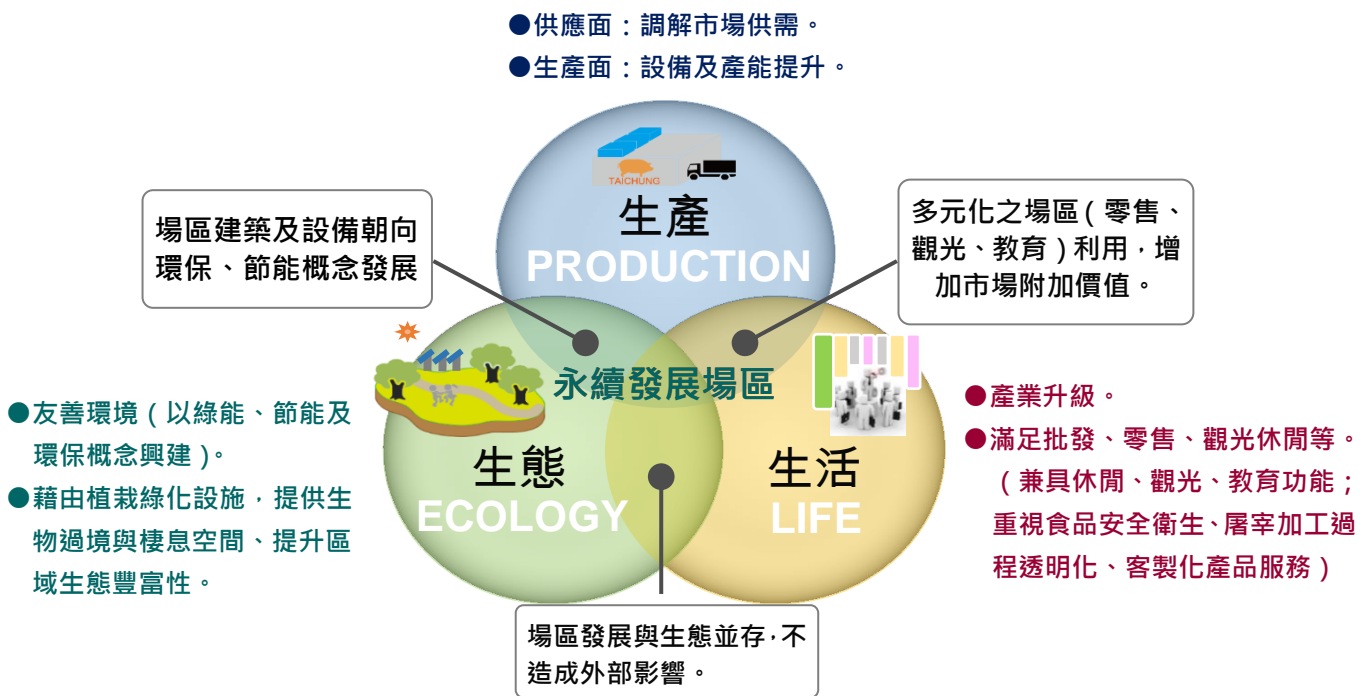 ●供應面：調解市場供需。
●生產面：設備及產能提升。
TAICHUNG
生產
PRODUCTION
場區建築及設備朝向
環保、節能概念發展
多元化之場區（零售、
觀光、教育）利用，增
加市場附加價值。
永續發展場區
●友善環境（以綠能、節能及
環保概念興建）。
●藉由植栽綠化設施，提供生
物過境與棲息空間、提升區
域生態豐富性。
生態
ECOLOGY
生活
LIFE
●產業升級。
●滿足批發、零售、觀光休閒等。
（兼具休閒、觀光、教育功能；
重視食品安全衛生、屠宰加工過
程透明化、客製化產品服務）
場區發展與生態並存，不
造成外部影響。